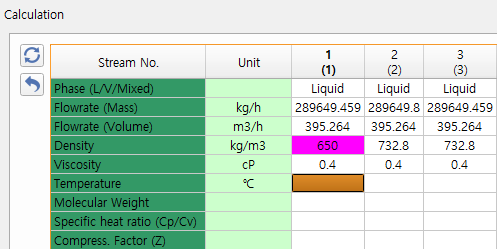 Calculation
Stream No. Unit 1 (1) 2 (2) 3 (3)
Phase (L/V/Mixed) Liquid Liquid Liquid
Flowrate (Mass) kg/h 289649.459 289649.8 289649.459
Flowrate (Volume) m3/h 395.264 395.264 395.264
Density kg/m3 650 732.8 732.8
Viscosity cP 0.4 0.4 0.4
Temperature ℃
Molecular Weight
Specific heat ratio (Cp/Cv)
Compress. Factor (Z)